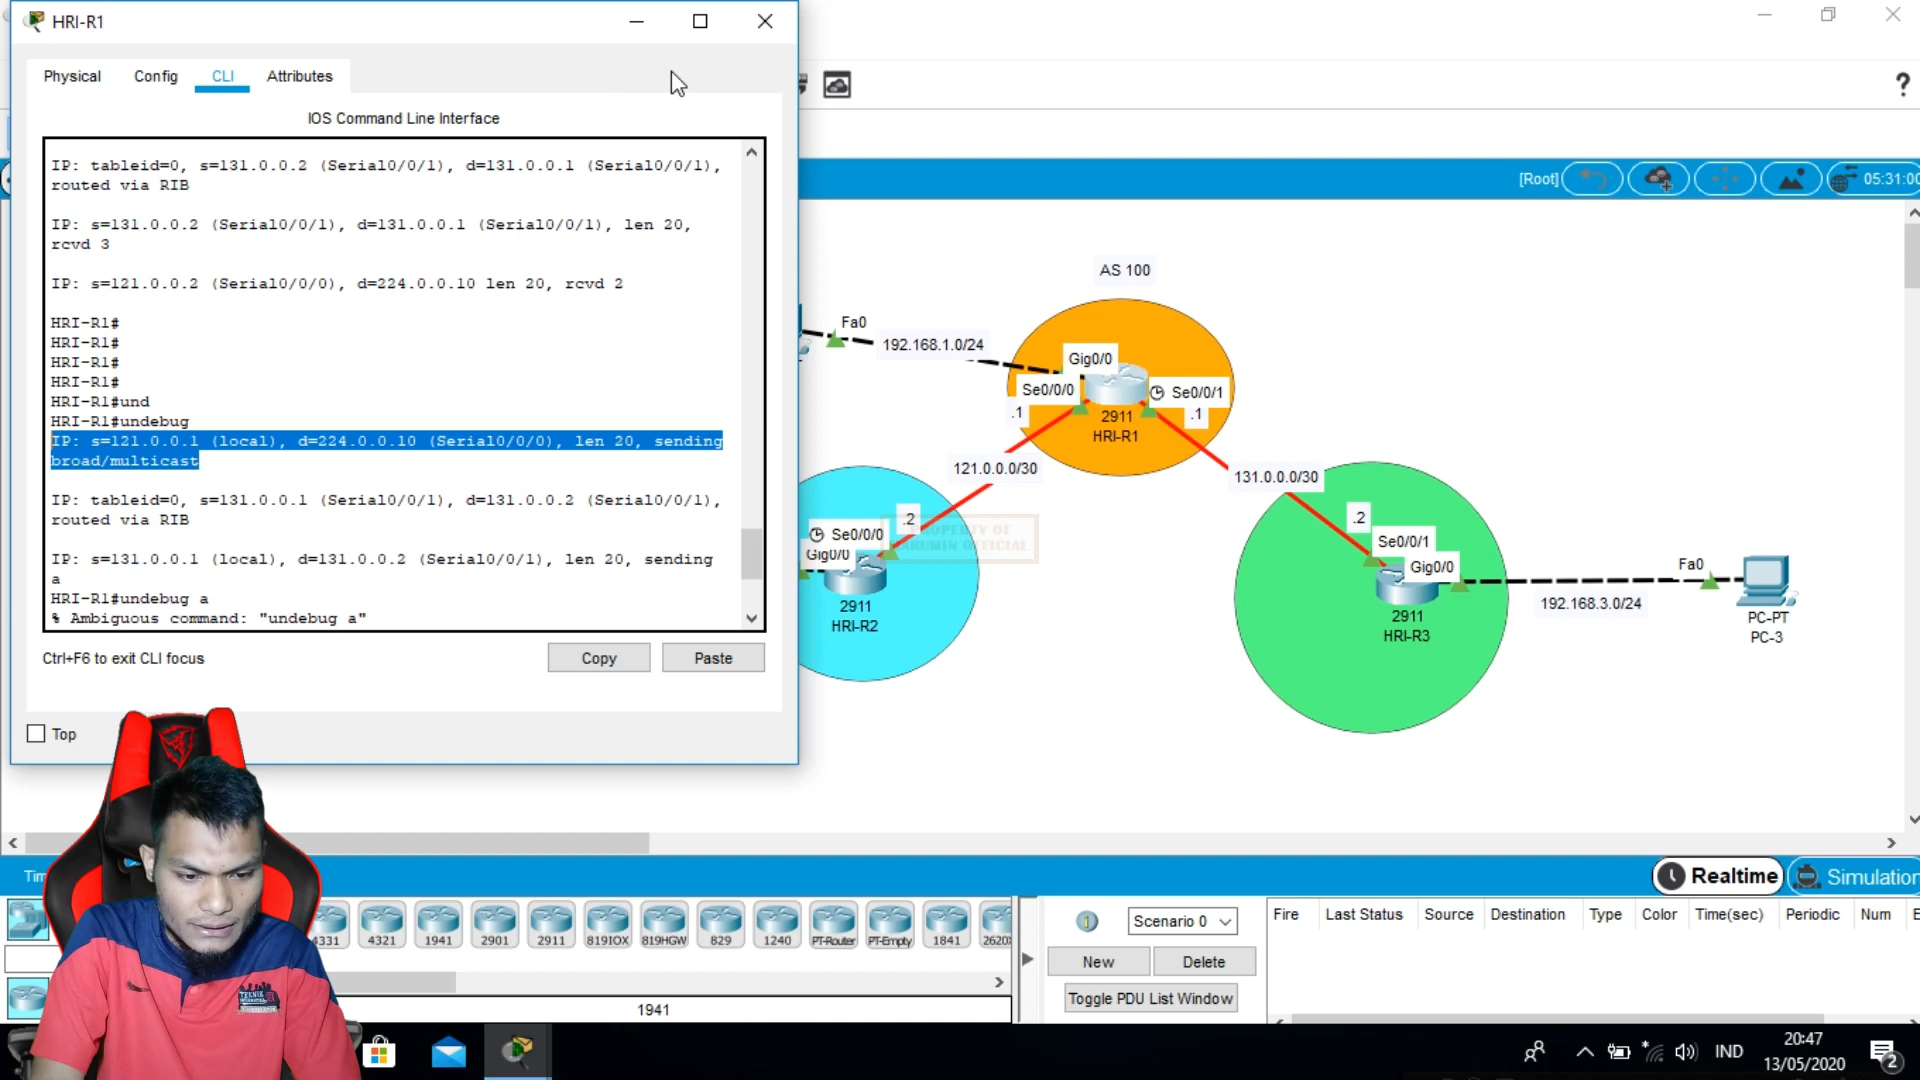 HRI-R1
Physical
Config
CLI
Attributes
IOS Command Line Interface
IP: tableid=0, s=131.0.0.2 (Serial0/0/1), d=131.0.0.1 (Serial0/0/1),
routed via RIB
IP: s=131.0.0.2 (Serial0/0/1), d=131.0.0.1 (Serial0/0/1), len 20,
rcvd 3
IP: s=121.0.0.2 (Serial0/0/0), d=224.0.0.10 len 20, rcvd 2
HRI-R1#
HRI-R1#
HRI-R1#
HRI-R1#
HRI-R1#und
HRI-R1#undebug
IP: s=121.0.0.1 (local), d=224.0.0.10 (Serial0/0/0), len 20, sending
broad/multicast
IP: tableid=0, s=131.0.0.1 (Serial0/0/1), d=131.0.0.2 (Serial0/0/1),
routed via RIB
IP: s=131.0.0.1 (local), d=131.0.0.2 (Serial0/0/1), len 20, sending
a
HRI-R1#undebug a
% Ambiguous command: "undebug a"
Ctrl+F6 to exit CLI focus
Copy
Paste
Top
?
[Root]
05:31:00
AS 100
Fa0
192.168.1.0/24
Gig0/0
Se0/0/0
Se0/0/1
.1
.1
2911
HRI-R1
121.0.0.0/30
131.0.0.0/30
.2
PROPERTY OF
OFFICIAL
Se0/0/0
Gig0/0
2911
HRI-R2
.2
Se0/0/1
Gig0/0
2911
HRI-R3
Fa0
192.168.3.0/24
PC-PT
PC-3
Realtime
Simulation
4331
4321
1941
2901
2911
819IOX
819HGW
829
1240
PT-Router
PT-Empty
1841
1941
Scenario 0
New
Delete
Toggle PDU List Window
Fire
Last Status
Source
Destination
Type
Color
Time(sec)
Periodic
Num
TEKNIK
IND
20:47
13/05/2020
2